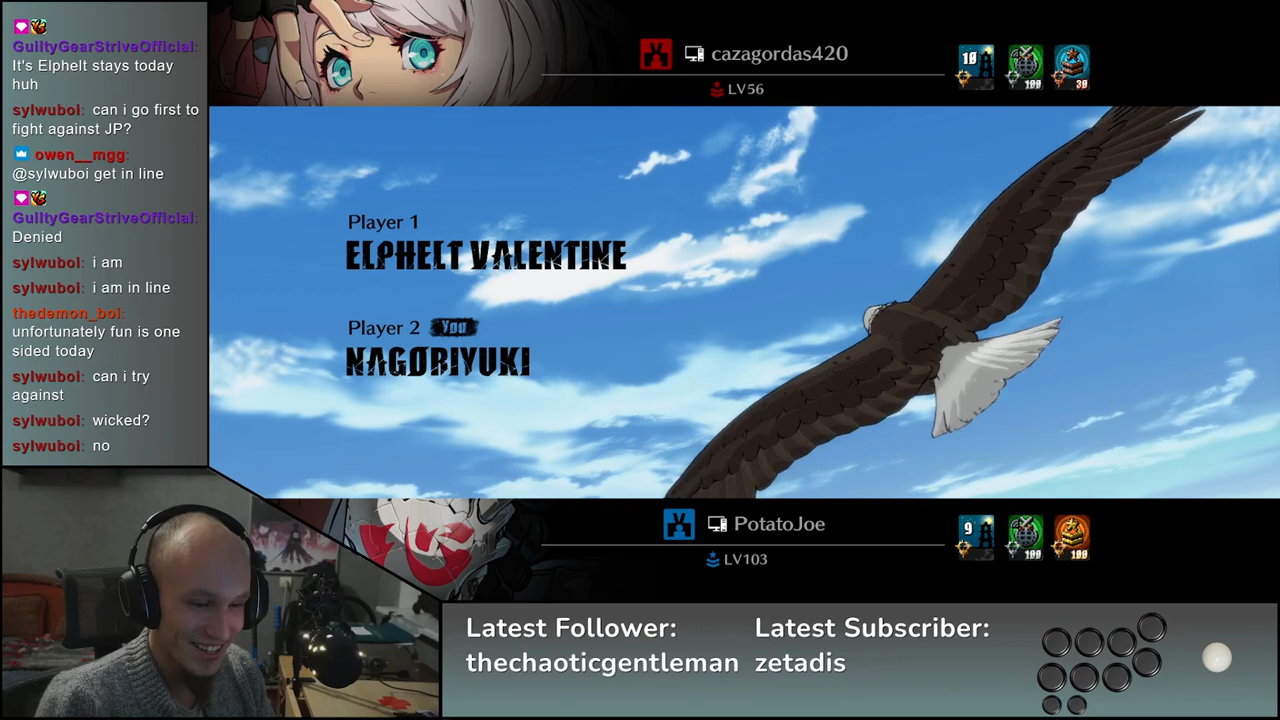 GuiltyGearStriveOfficial:
It's Elphelt stays today
huh
sylwuboi: can i go first to
fight against JP?
owen__mgg:
@sylwuboi get in line
GuiltyGearStriveOfficial:
Denied
sylwuboi: i am
sylwuboi: i am in line
thedemon_boi:
unfortunately fun is one
sided today
sylwuboi: can i try
against
sylwuboi: wicked?
sylwuboi: no
cazagordas420
LV56
10
100
30
Player 1
ELPHELT VALENTINE
Player 2 You
NAGORIYUKI
PotatoJoe
LV103
9
100
100
Latest Follower:
thechaoticgentleman
Latest Subscriber:
zetadis